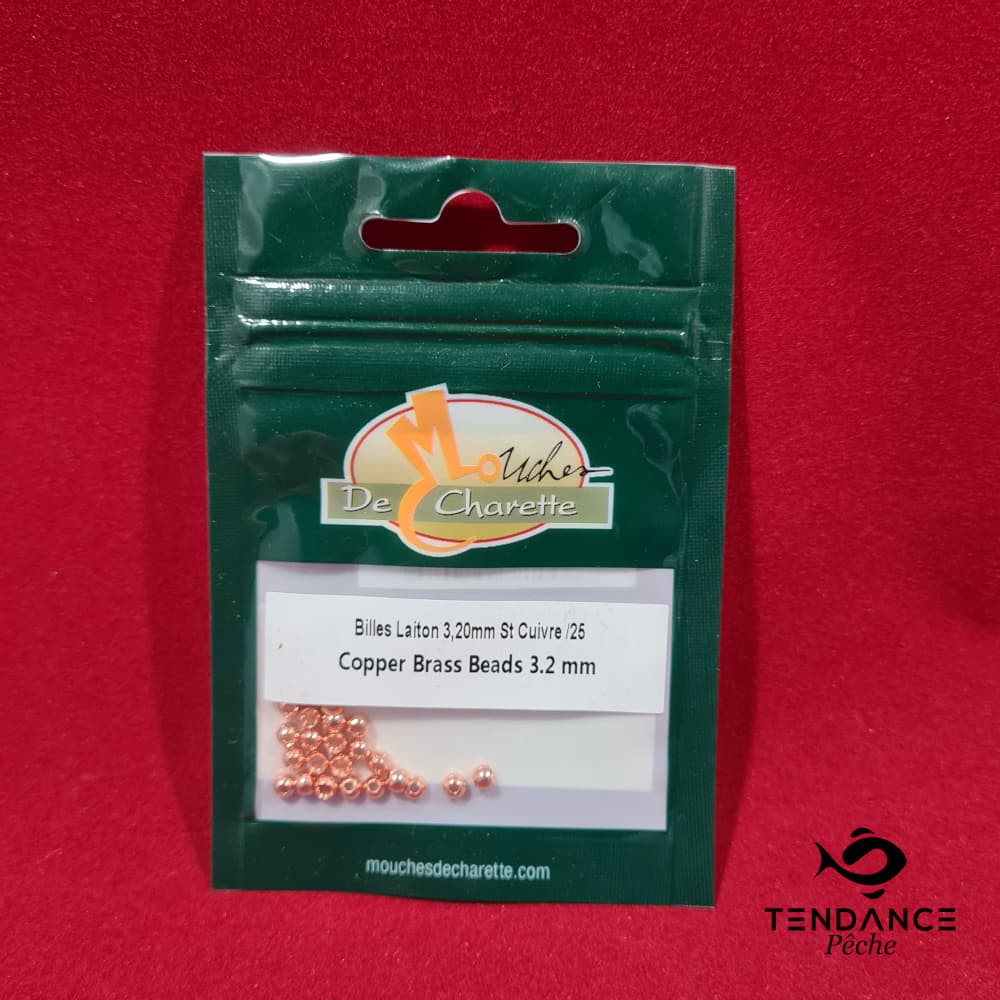 Mouches
De Charette
Billes Laiton 3,20mm St Cuivre /25
Copper Brass Beads 3.2 mm
mouchesdecharette.com
TENDANCE
Pêche